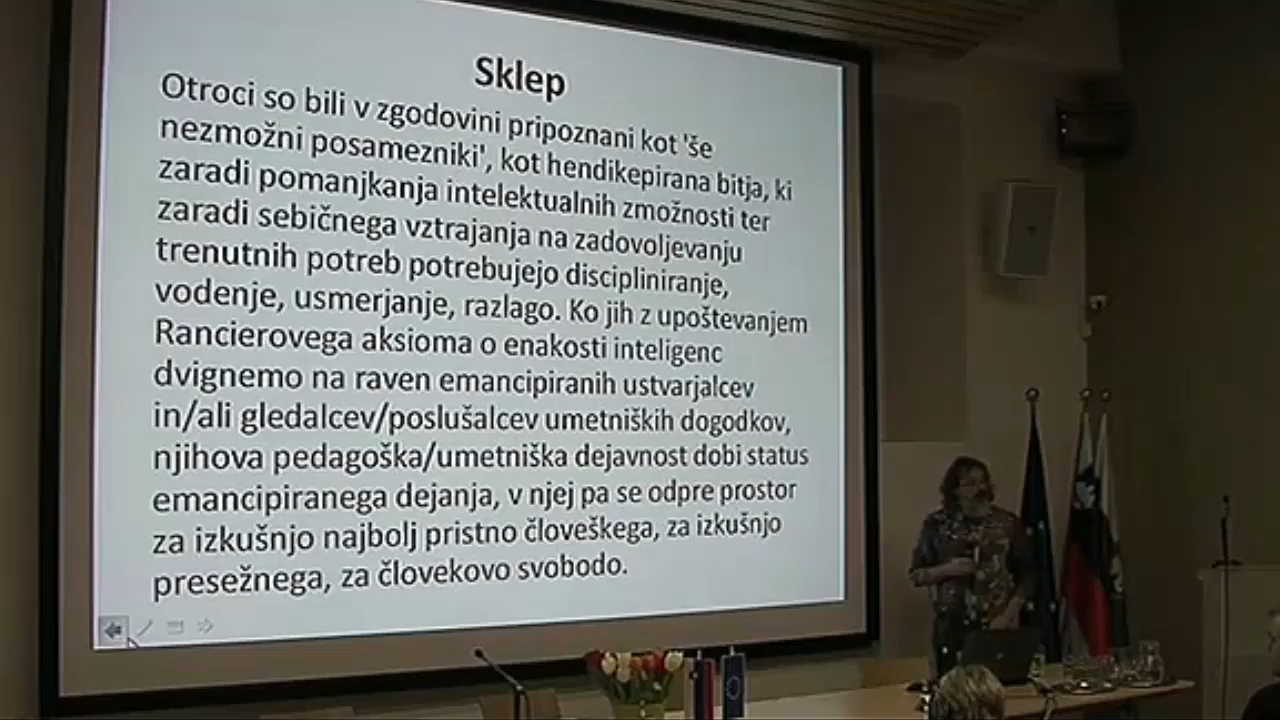 Sklep
Otroci so bili v zgodovini pripoznani kot 'še
nezmožni posamezniki', kot hendikepirana bitja, ki
zaradi pomanjkanja intelektualnih zmožnosti ter
zaradi sebičnega vztrajanja na zadovoljevanju
trenutnih potreb potrebujejo discipliniranje,
vodenje, usmerjanje, razlago. Ko jih z upoštevanjem
Rancierovega aksioma o enakosti inteligenc
dvignemo na raven emancipiranih ustvarjalcev
in/ali gledalcev/poslušalcev umetniških dogodkov,
njihova pedagoška/umetniška dejavnost dobi status
emancipiranega dejanja, v njej pa se odpre prostor
za izkušnjo najbolj pristno človeškega, za izkušnjo
presežnega, za človekovo svobodo.